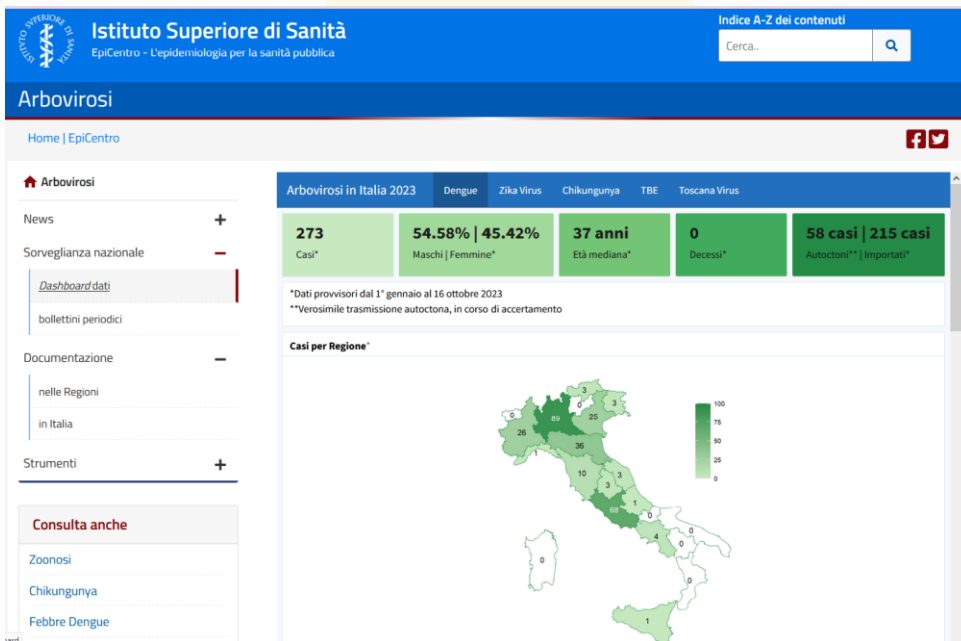 ISTITUTO SUPERIORE DI SANITÀ
Istituto Superiore di Sanità
EpiCentro - L'epidemiologia per la sanità pubblica
Indice A-Z dei contenuti
Cerca..
Arbovirosi
Home | EpiCentro
Arbovirosi
News
Sorveglianza nazionale
Dashboard dati
bollettini periodici
Documentazione
nelle Regioni
in Italia
Strumenti
Consulta anche
Zoonosi
Chikungunya
Febbre Dengue
Arbovirosi in Italia 2023 Dengue Zika Virus Chikungunya TBE Toscana Virus
273 54.58% | 45.42% 37 anni 0 58 casi | 215 casi
Casi* Maschi | Femmine* Età mediana* Decessi* Autoctoni** | Importati*
*Dati provvisori dal 1° gennaio al 16 ottobre 2023
**Verosimile trasmissione autoctona, in corso di accertamento
Casi per Regione*
3
0 3
0 89 25
26
36
1
10 3
3
1
68 0
4 0
0
0
0
1
100
75
50
25
0